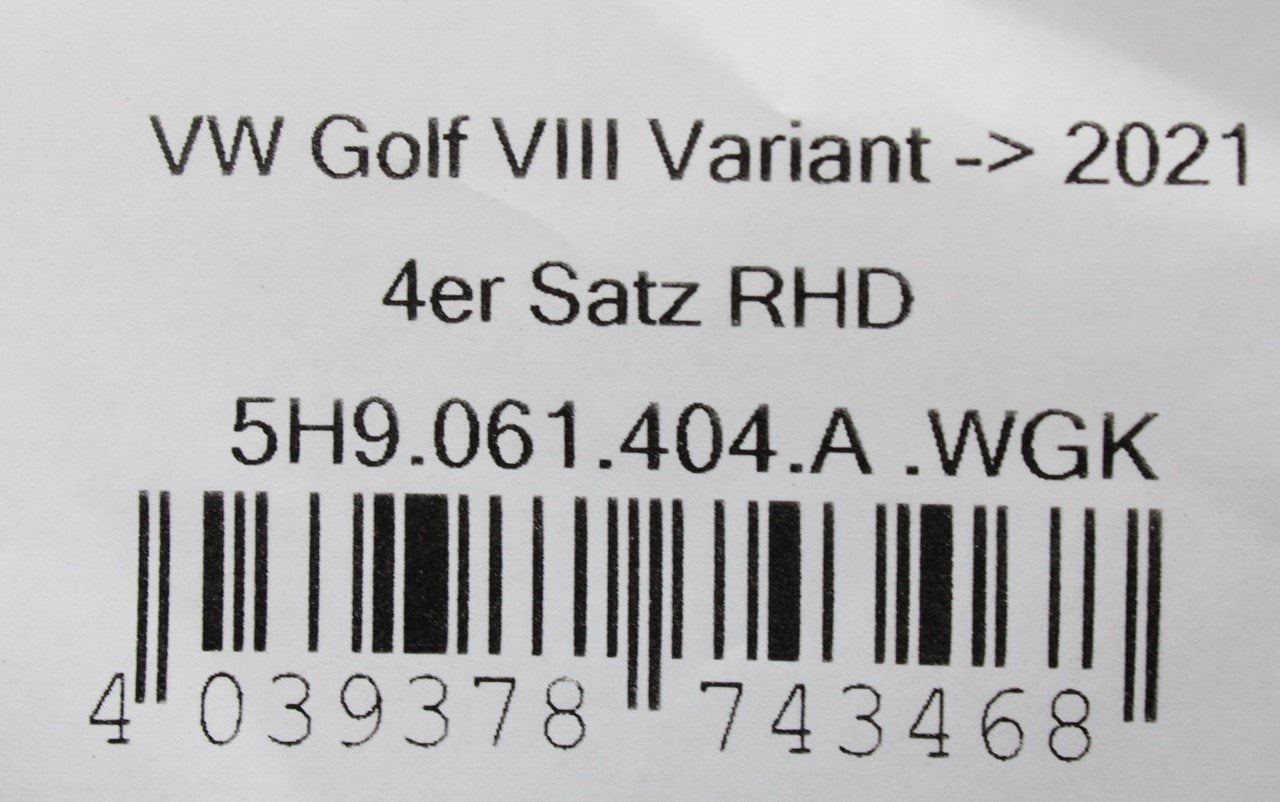 VW Golf VIII Variant -> 2021
4er Satz RHD
5H9.061.404.A .WGK
4 039378 743468